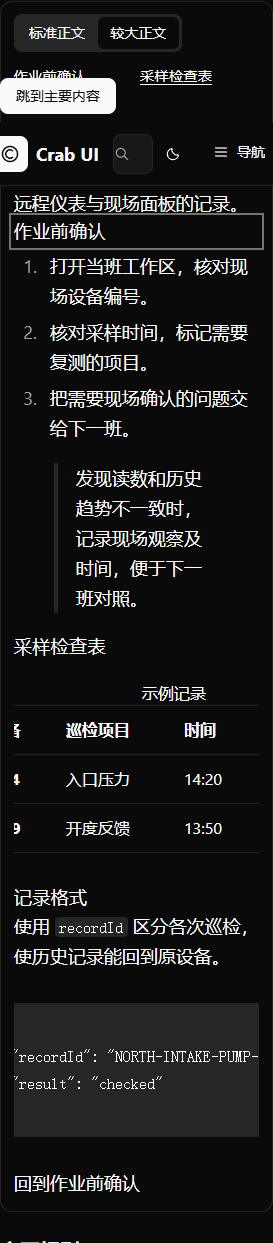 标准正文 较大正文
作业前确认 采样检查表
跳到主要内容
Crab UI 导航
远程仪表与现场面板的记录。
作业前确认
1. 打开当班工作区，核对现
场设备编号。
2. 核对采样时间，标记需要
复测的项目。
3. 把需要现场确认的问题交
给下一班。
发现读数和历史
趋势不一致时，
记录现场观察及
时间，便于下一
班对照。
采样检查表
示例记录
备 巡检项目 时间
4 入口压力 14:20
9 开度反馈 13:50
记录格式
使用 recordId 区分各次巡检，
使历史记录能回到原设备。
"recordId": "NORTH-INTAKE-PUMP-
"result": "checked"
回到作业前确认